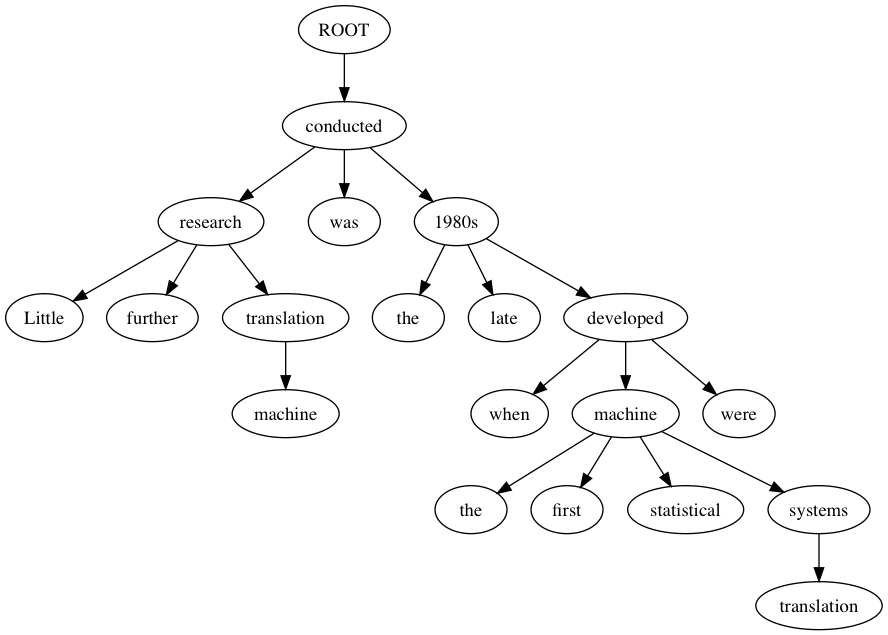 ROOT
conducted
research was 1980s
Little further translation the late developed
machine when machine were
the first statistical systems
translation